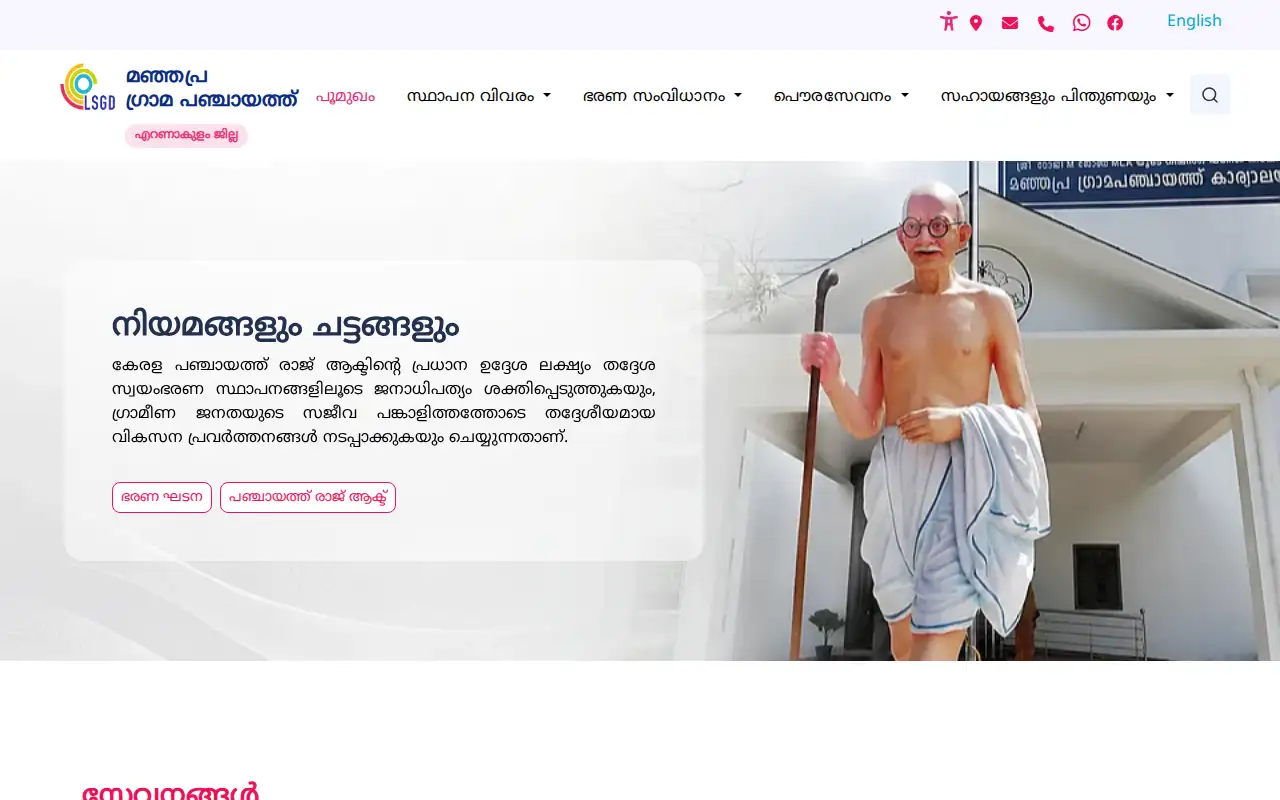 English
LSGD
മഞ്ഞപ്ര
ഗ്രാമ പഞ്ചായത്ത്
എറണാകുളം ജില്ല
പൂമുഖം
സ്ഥാപന വിവരം
ഭരണ സംവിധാനം
പൌരസേവനം
സഹായങ്ങളും പിന്തുണയും
മഞ്ഞപ്ര ഗ്രാമപഞ്ചായത്ത്
നിയമങ്ങളും ചട്ടങ്ങളും
കേരള പഞ്ചായത്ത് രാജ് ആക്ടിന്റെ പ്രധാന ഉദ്ദേശ ലക്ഷ്യം തദ്ദേശ
സ്വയംഭരണ സ്ഥാപനങ്ങളിലൂടെ ജനാധിപത്യം ശക്തിപ്പെടുത്തുകയും,
ഗ്രാമീണ ജനതയുടെ സജീവ പങ്കാളിത്തത്തോടെ തദ്ദേശീയമായ
വികസന പ്രവർത്തനങ്ങൾ നടപ്പാക്കുകയും ചെയ്യുന്നതാണ്.
ഭരണ ഘടന
പഞ്ചായത്ത് രാജ് ആക്ട്
സേവനങ്ങൾ